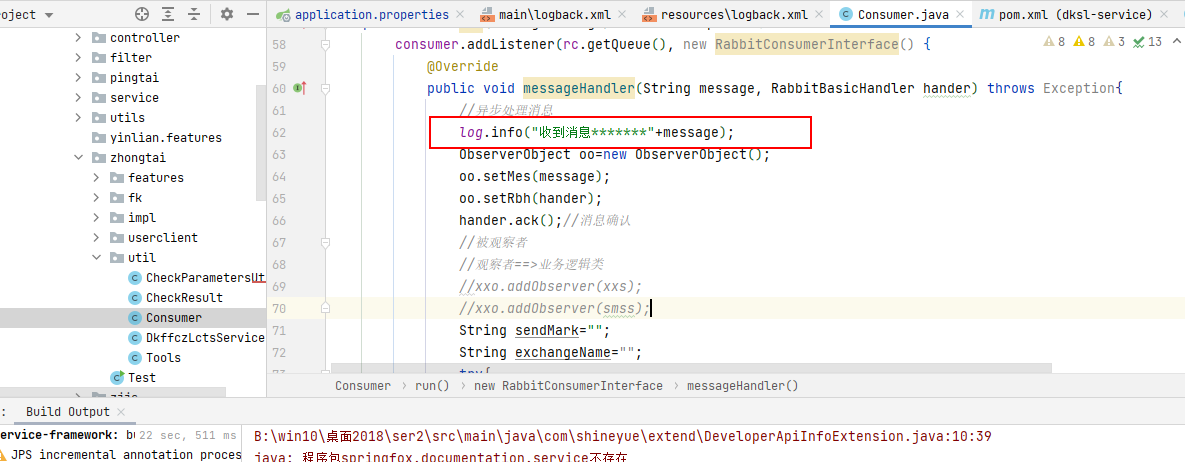 roject
application.properties
main\logback.xml
resources\logback.xml
Consumer.java
pom.xml (dksl-service)
controller
filter
pingtai
service
utils
yinlian.features
zhongtai
features
fk
impl
userclient
util
CheckParametersUt
CheckResult
Consumer
DkffczLctsService
Tools
Test
8 8 3 13
58 consumer.addListener(rc.getQueue(), new RabbitConsumerInterface() {
59 @Override
60 public void messageHandler(String message, RabbitBasicHandler hander) throws Exception{
61 //异步处理消息
62 log.info("收到消息*******"+message);
63 ObserverObject oo=new ObserverObject();
64 oo.setMes(message);
65 oo.setRbh(hander);
66 hander.ack();//消息确认
67 //被观察者
68 //观察者==>业务逻辑类
69 //xxo.addObserver(xxs);
70 //xxo.addObserver(smss);
71 String sendMark="";
72 String exchangeName="";
try{
Consumer › run() › new RabbitConsumerInterface › messageHandler()
: Build Output
ervice-framework: bu 22 sec, 511 ms
JPS incremental annotation proces
B:\win10\桌面2018\ser2\src\main\java\com\shineyue\extend\DeveloperApiInfoExtension.java:10:39
java: 程序包springfox.documentation.service不存在